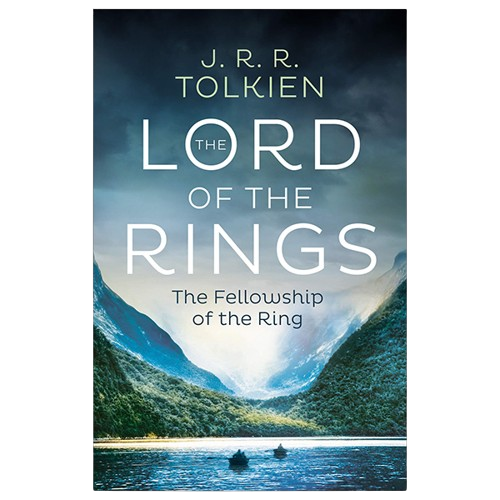 J. R. R.
TOLKIEN
THE
LORD
OF THE
RINGS
The Fellowship
of the Ring